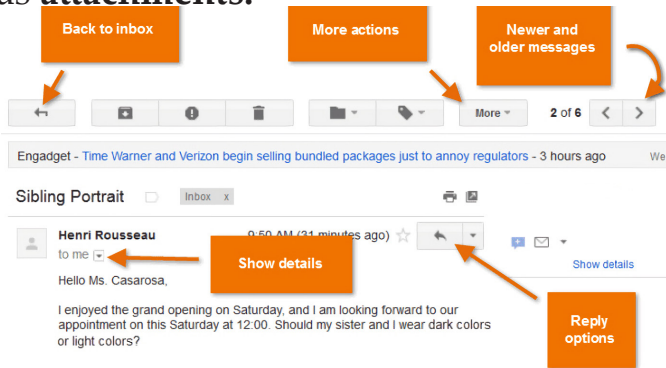 as attachments.
Back to inbox
More actions
Newer and
older messages
More
2 of 6
Engadget - Time Warner and Verizon begin selling bundled packages just to annoy regulators - 3 hours ago
We
Sibling Portrait
Inbox x
Henri Rousseau
9:50 AM (31 minutes ago)
to me
Show details
Show details
Hello Ms. Casarosa,
I enjoyed the grand opening on Saturday, and I am looking forward to our
appointment on this Saturday at 12:00. Should my sister and I wear dark colors
or light colors?
Reply
options